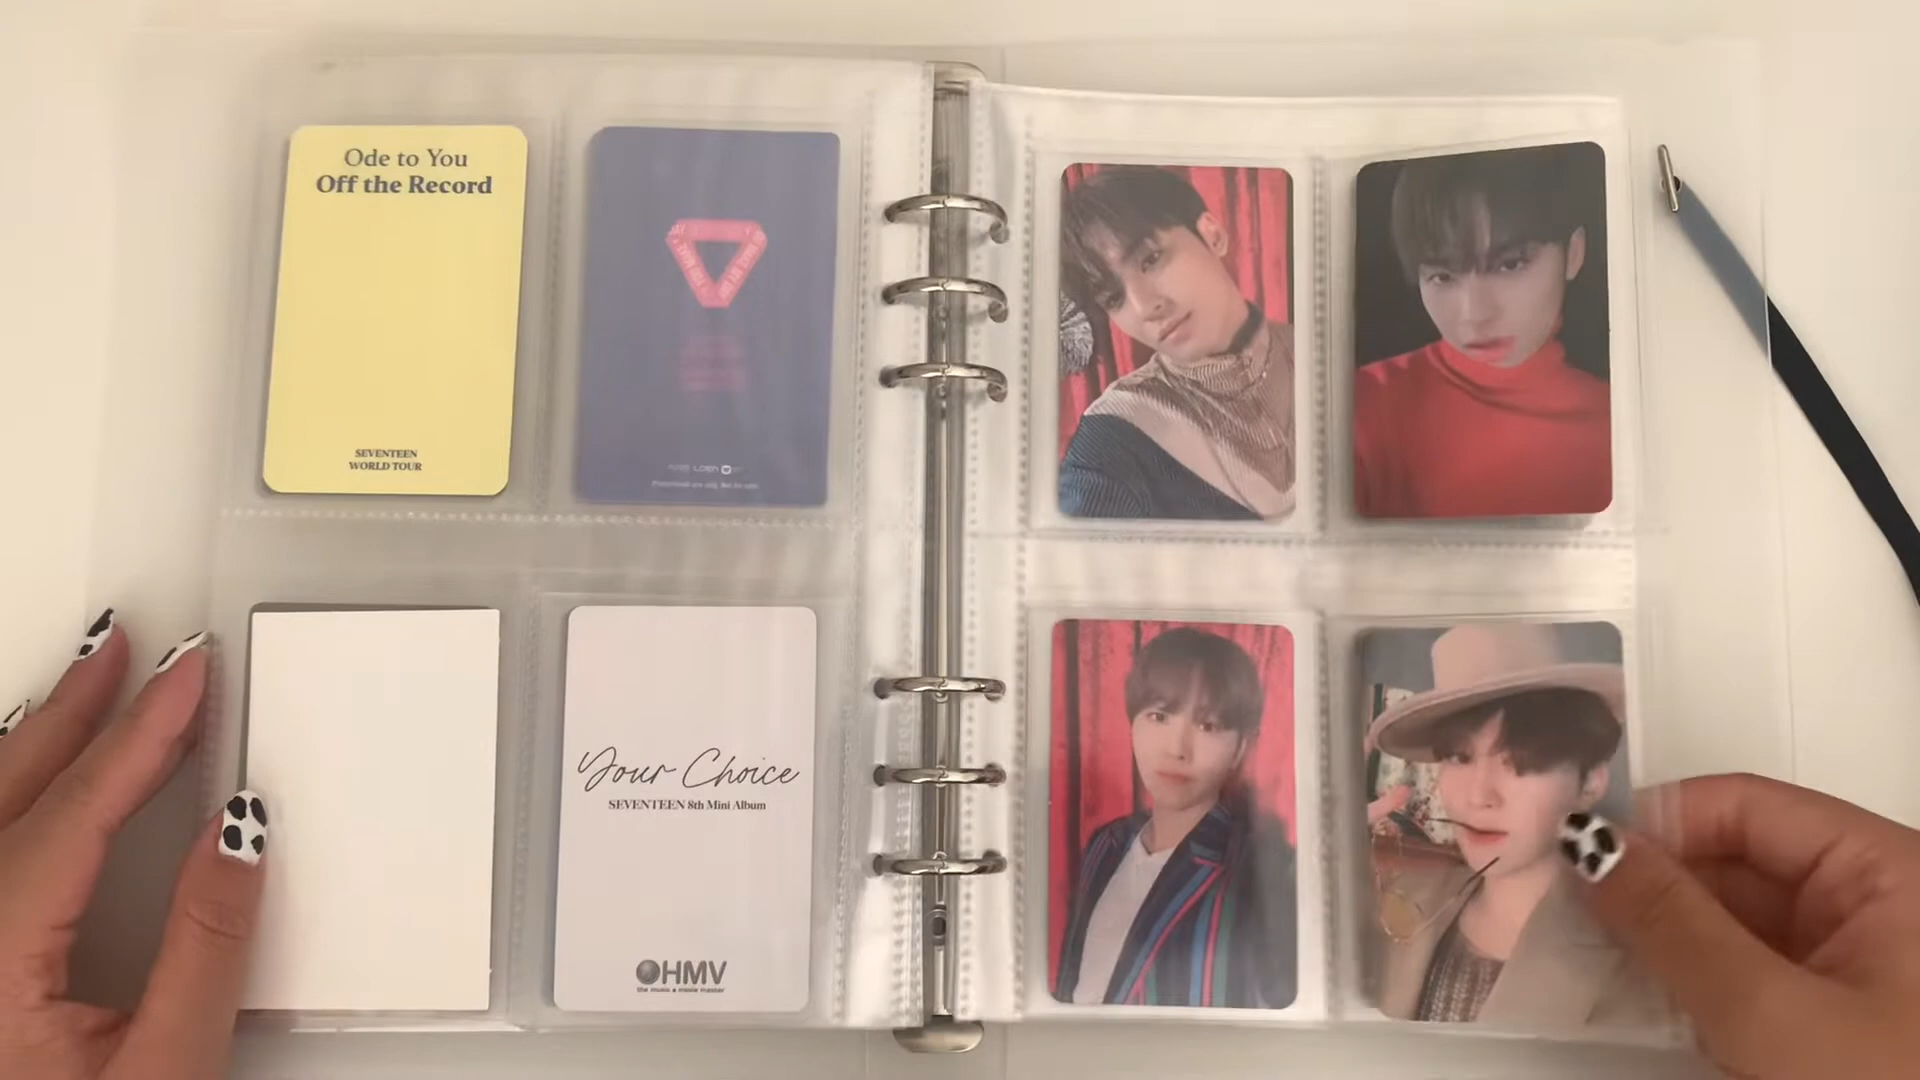 Ode to You
Off the Record
SEVENTEEN
WORLD TOUR
LOEN
Your Choice
SEVENTEEN 8th Mini Album
HMV
the music & movie master